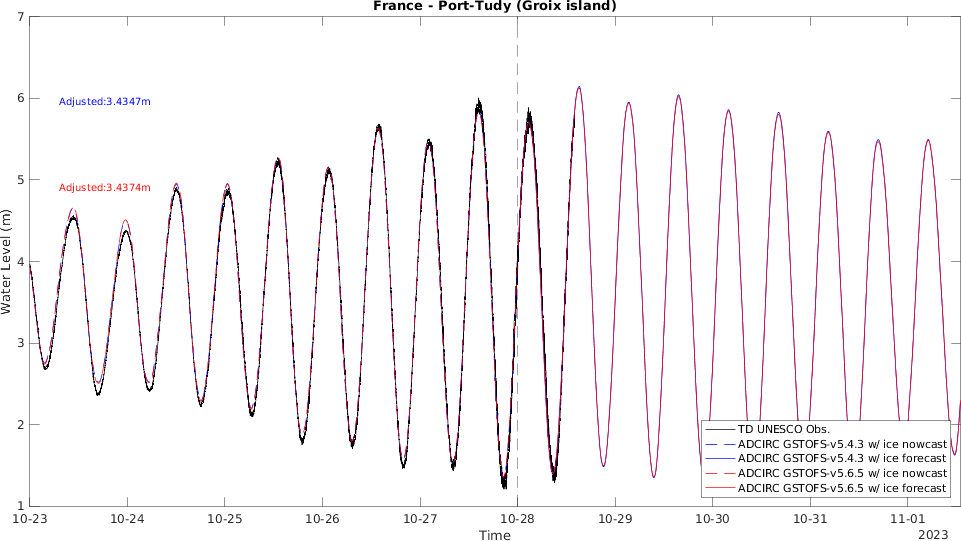 France - Port-Tudy (Groix island)
7
6
5
4
3
2
1
Water Level (m)
Adjusted:3.4347m
Adjusted:3.4374m
TD UNESCO Obs.
ADCIRC GSTOFS-v5.4.3 w/ ice nowcast
ADCIRC GSTOFS-v5.4.3 w/ ice forecast
ADCIRC GSTOFS-v5.6.5 w/ ice nowcast
ADCIRC GSTOFS-v5.6.5 w/ ice forecast
10-23 10-24 10-25 10-26 10-27 10-28 10-29 10-30 10-31 11-01
2023
Time